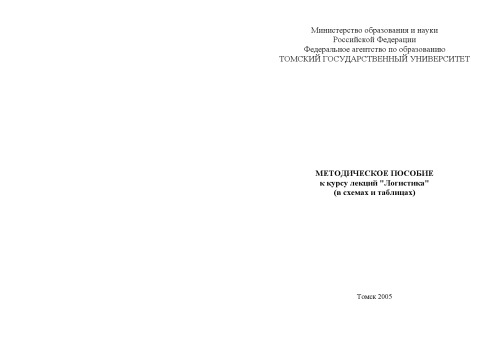 Министерство образования и науки
Российской Федерации
Федеральное агентство по образованию
ТОМСКИЙ ГОСУДАРСТВЕННЫЙ УНИВЕРСИТЕТ
МЕТОДИЧЕСКОЕ ПОСОБИЕ
к курсу лекций "Логистика"
(в схемах и таблицах)
Томск 2005